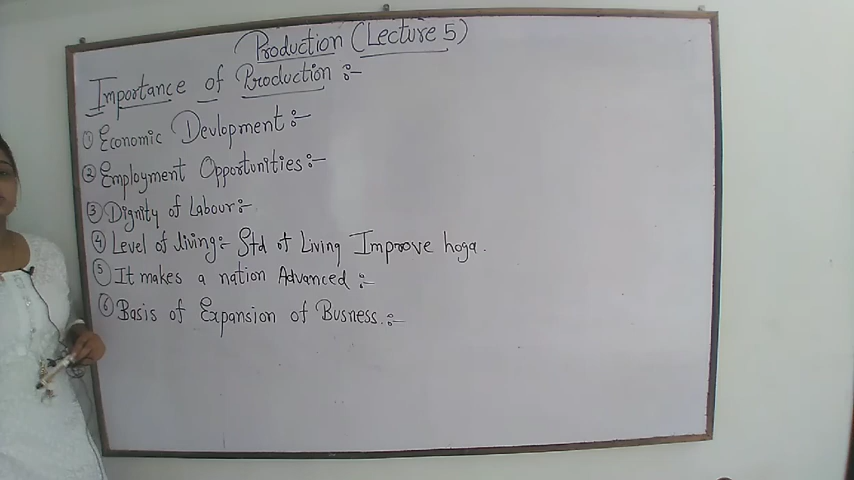 Production (Lecture 5)
Importance of Production :-
① Economic Devlopment :-
② Employment Opportunities :-
③ Dignity of Labour :-
④ Level of living :- Std of Living Improve hoga.
⑤ It makes a nation Advanced :-
⑥ Basis of Expansion of Busness. :-